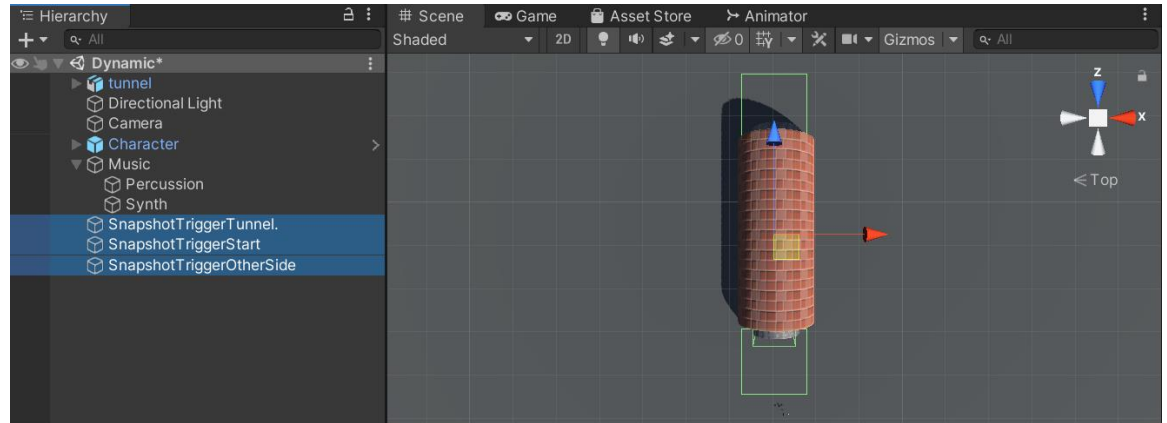 Hierarchy
All
Dynamic*
tunnel
Directional Light
Camera
Character
Music
Percussion
Synth
SnapshotTriggerTunnel.
SnapshotTriggerStart
SnapshotTriggerOtherSide
Scene Game Asset Store Animator
Shaded 2D 0 Gizmos All
z
x
Top